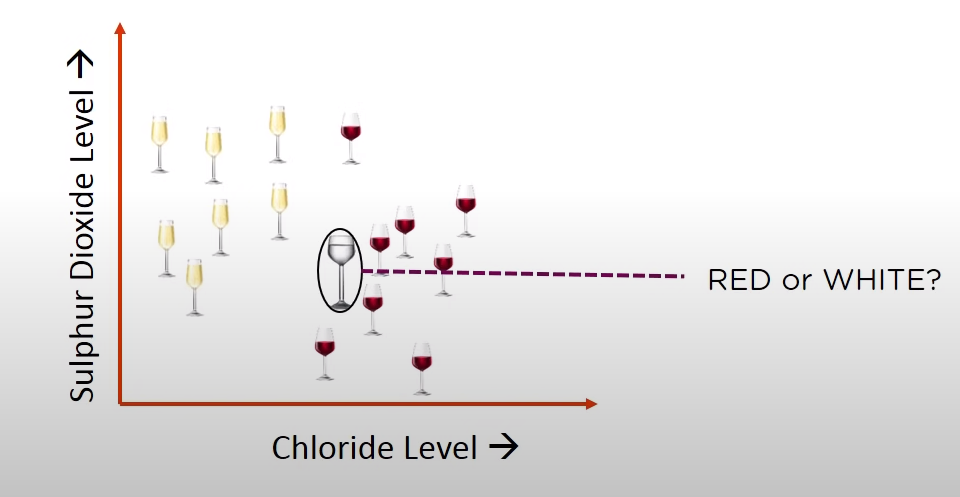 Sulphur Dioxide Level →
RED or WHITE?
Chloride Level →